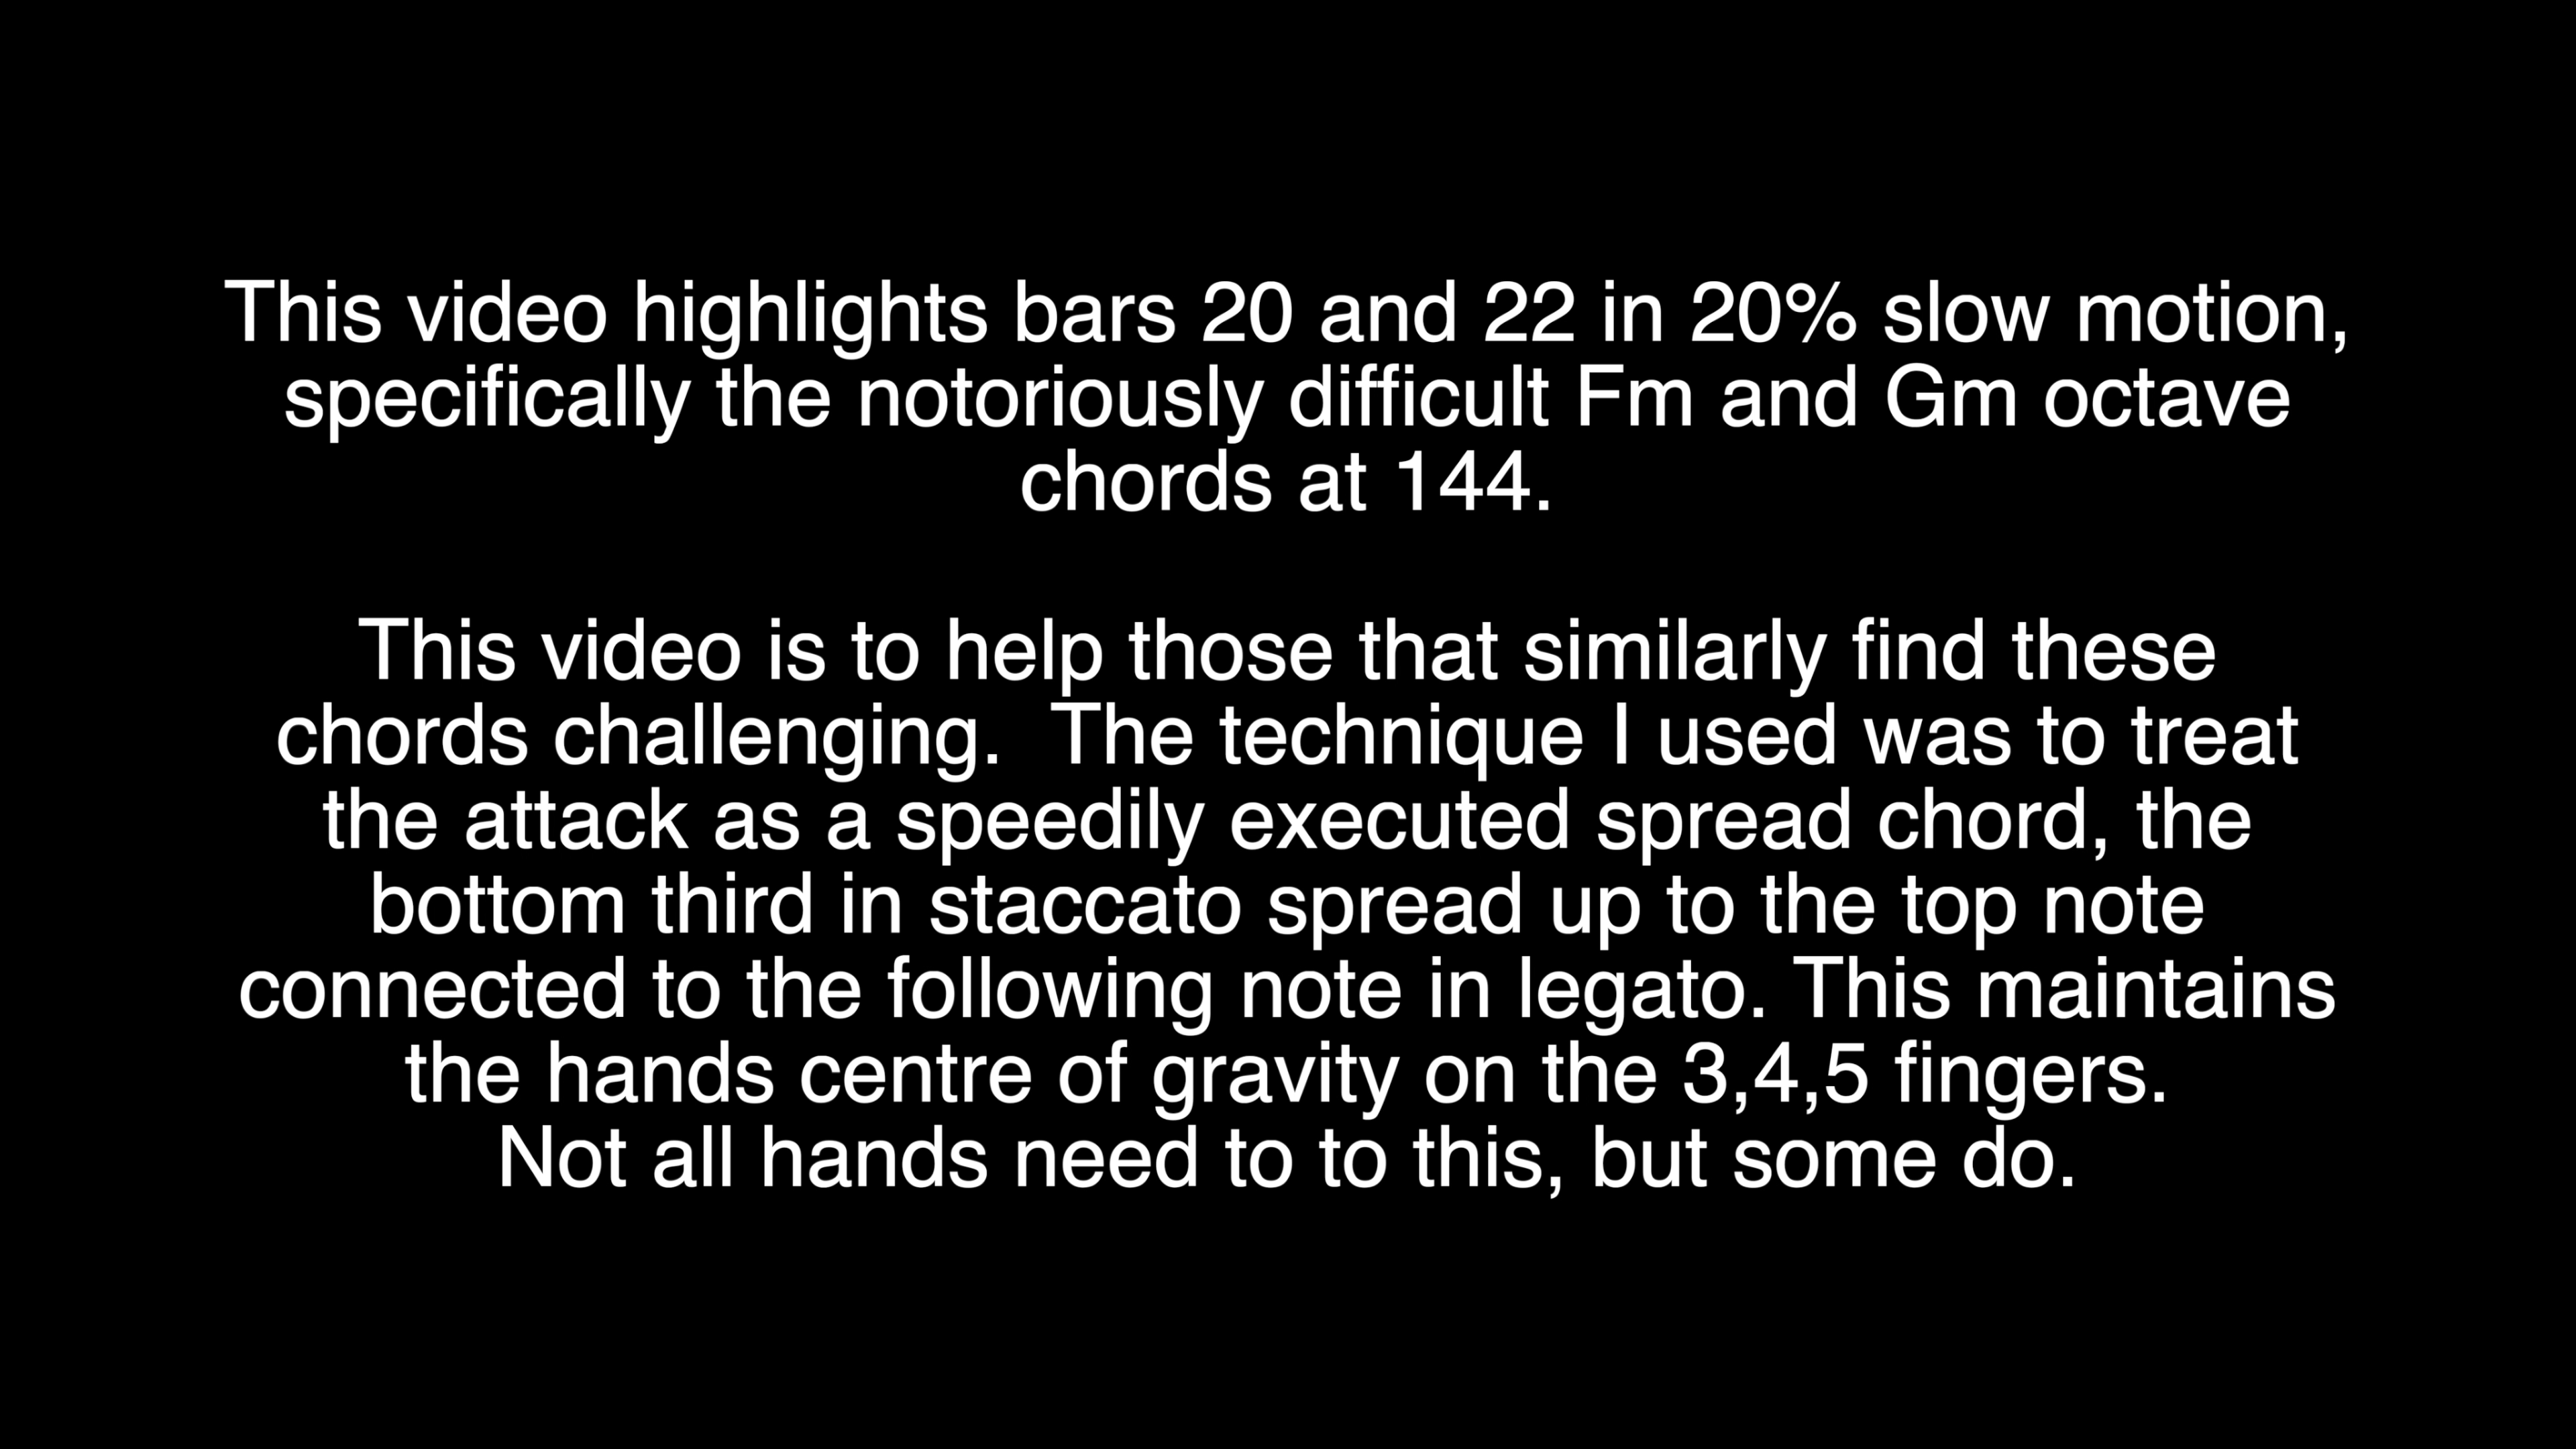 This video highlights bars 20 and 22 in 20% slow motion,
specifically the notoriously difficult Fm and Gm octave
chords at 144.
This video is to help those that similarly find these
chords challenging.  The technique I used was to treat
the attack as a speedily executed spread chord, the
bottom third in staccato spread up to the top note
connected to the following note in legato. This maintains
the hands centre of gravity on the 3,4,5 fingers.
Not all hands need to to this, but some do.